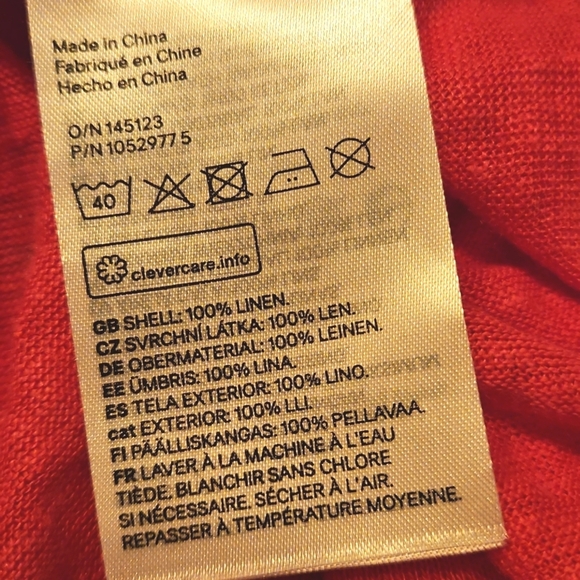 Made in China
Fabriqué en Chine
Hecho en China
O/N 145123
P/N 1052977 5
40
clevercare.info
GB SHELL: 100% LINEN.
CZ SVRCHNÍ LÁTKA: 100% LEN.
DE OBERMATERIAL: 100% LEINEN.
EE ÜMBRIS: 100% LINA.
ES TELA EXTERIOR: 100% LINO.
cat EXTERIOR: 100% LLI.
FI PÄÄLLISKANGAS: 100% PELLAVAA.
FR LAVER À LA MACHINE À L'EAU
TIÈDE. BLANCHIR SANS CHLORE
SI NÉCESSAIRE. SÉCHER À L'AIR.
REPASSER À TEMPÉRATURE MOYENNE.